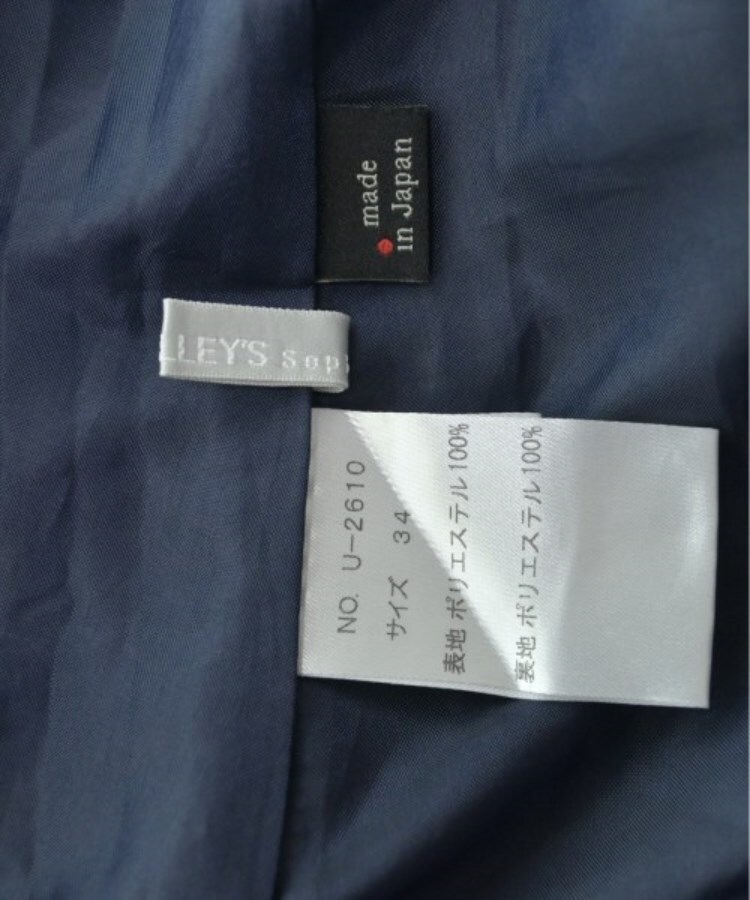 made
in Japan
LLEY'S Sop
NO. U-2610
サイズ 34
表地 ポリエステル100%
裏地 ポリエステル100%